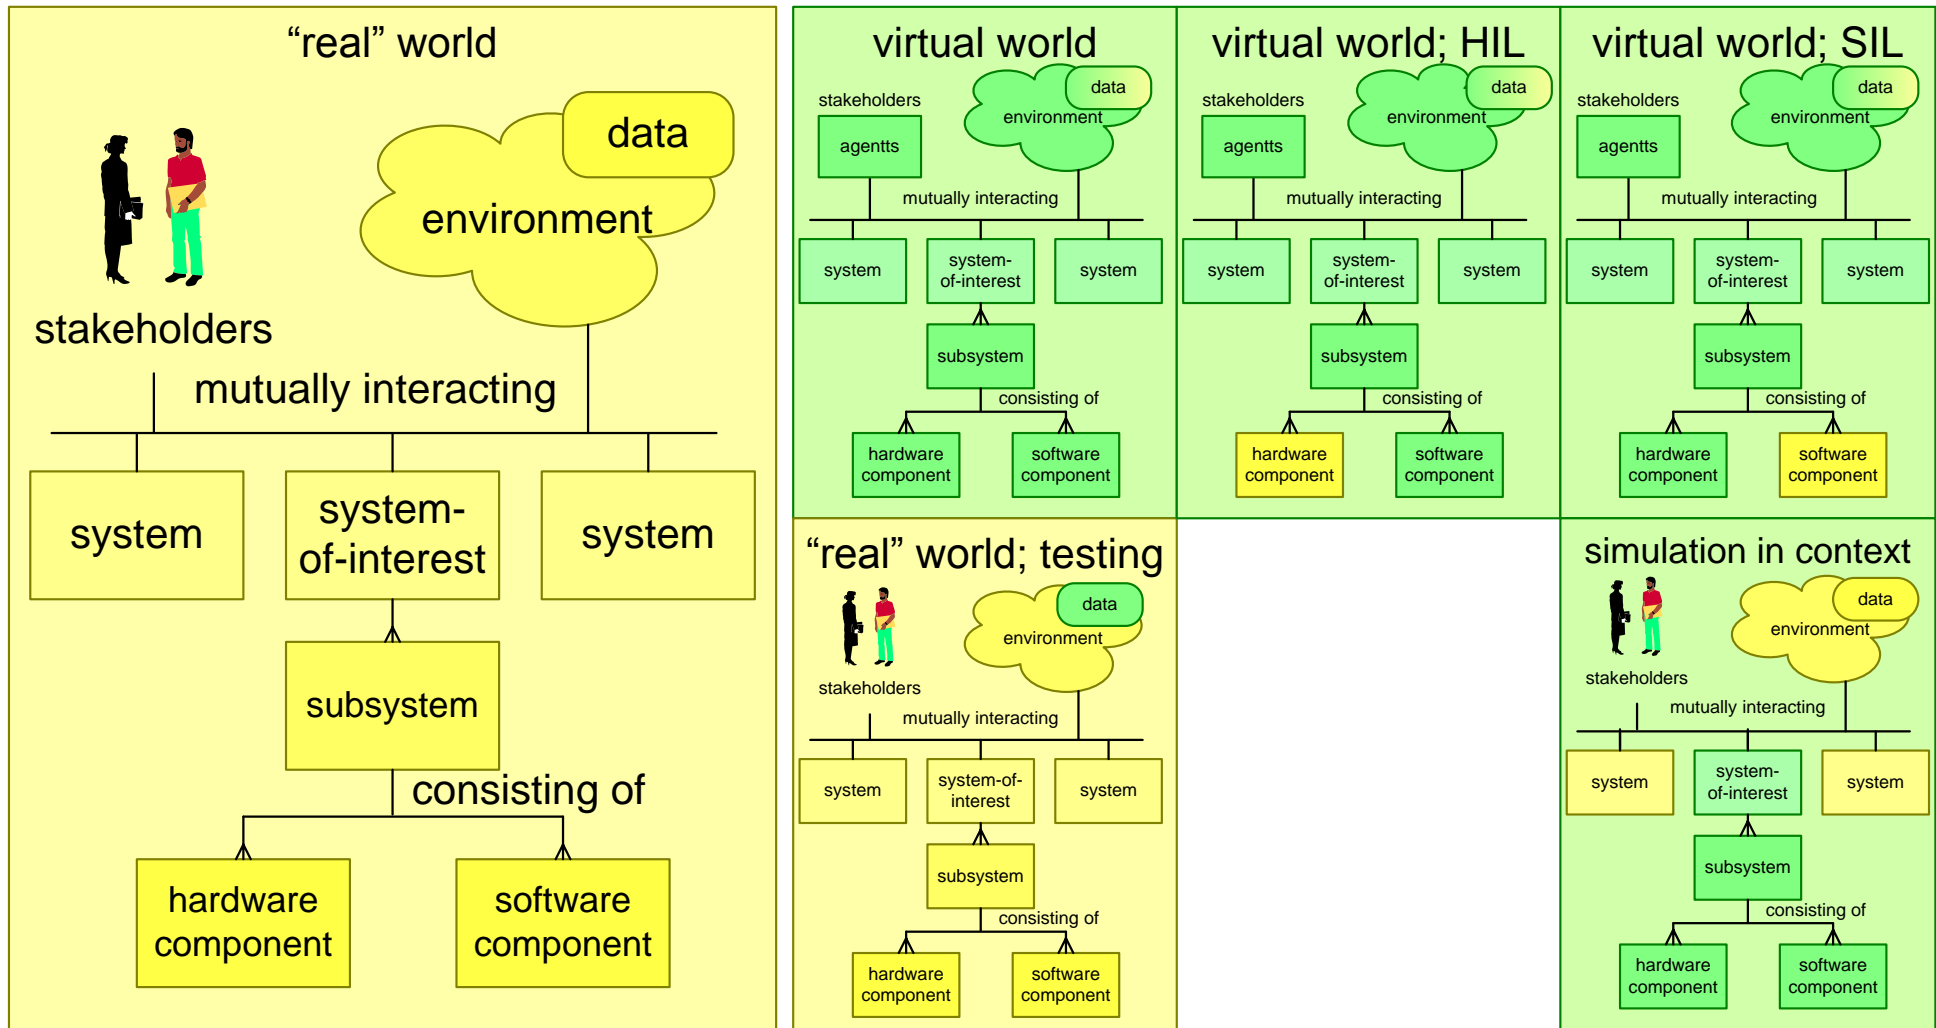 “real” world
data
environment
stakeholders
mutually interacting
system
system-
of-interest
system
subsystem
consisting of
hardware
component
software
component
virtual world
data
stakeholders
environment
agentts
mutually interacting
system
system-
of-interest
system
subsystem
consisting of
hardware
component
software
component
virtual world; HIL
data
stakeholders
environment
agentts
mutually interacting
system
system-
of-interest
system
subsystem
consisting of
hardware
component
software
component
virtual world; SIL
data
stakeholders
environment
agentts
mutually interacting
system
system-
of-interest
system
subsystem
consisting of
hardware
component
software
component
“real” world; testing
data
environment
stakeholders
mutually interacting
system
system-of-
interest
system
subsystem
consisting of
hardware
component
software
component
simulation in context
data
environment
stakeholders
mutually interacting
system
system-
of-interest
system
subsystem
consisting of
hardware
component
software
component